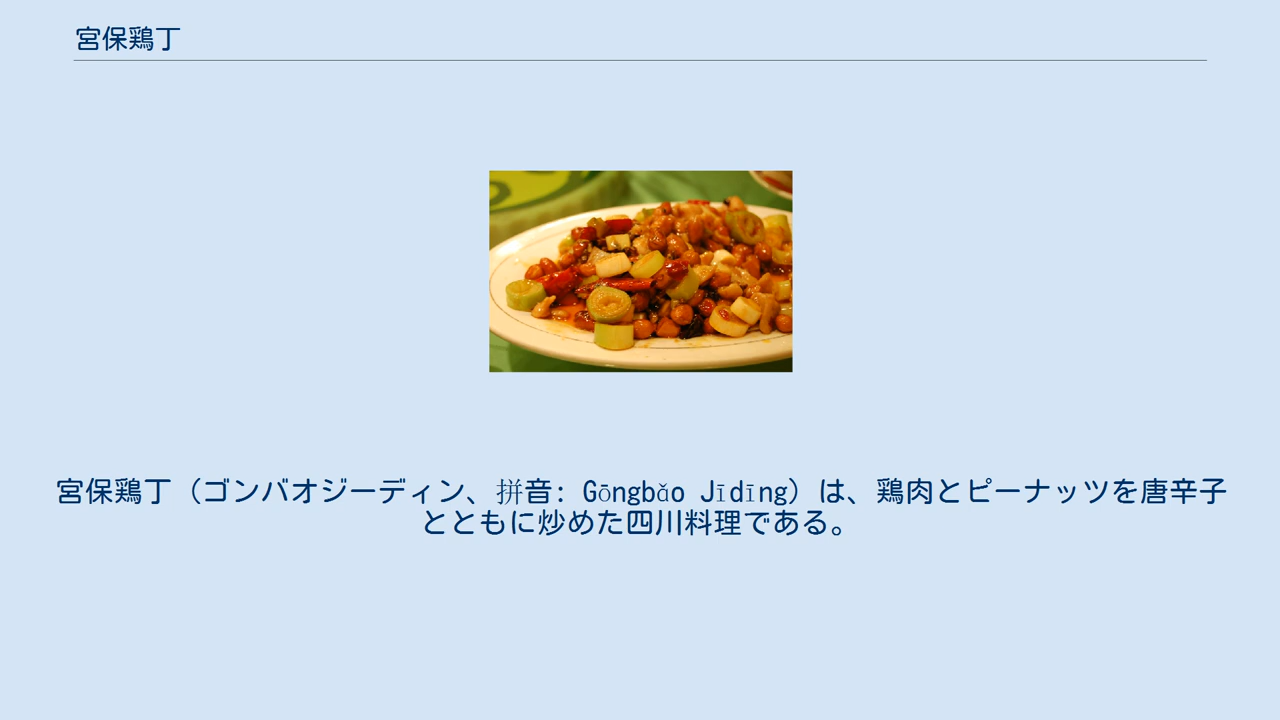 宮保鶏丁
宮保鶏丁（ゴンバオジーディン、拼音: Gōngbǎo Jīdīng）は、鶏肉とピーナッツを唐辛子
とともに炒めた四川料理である。